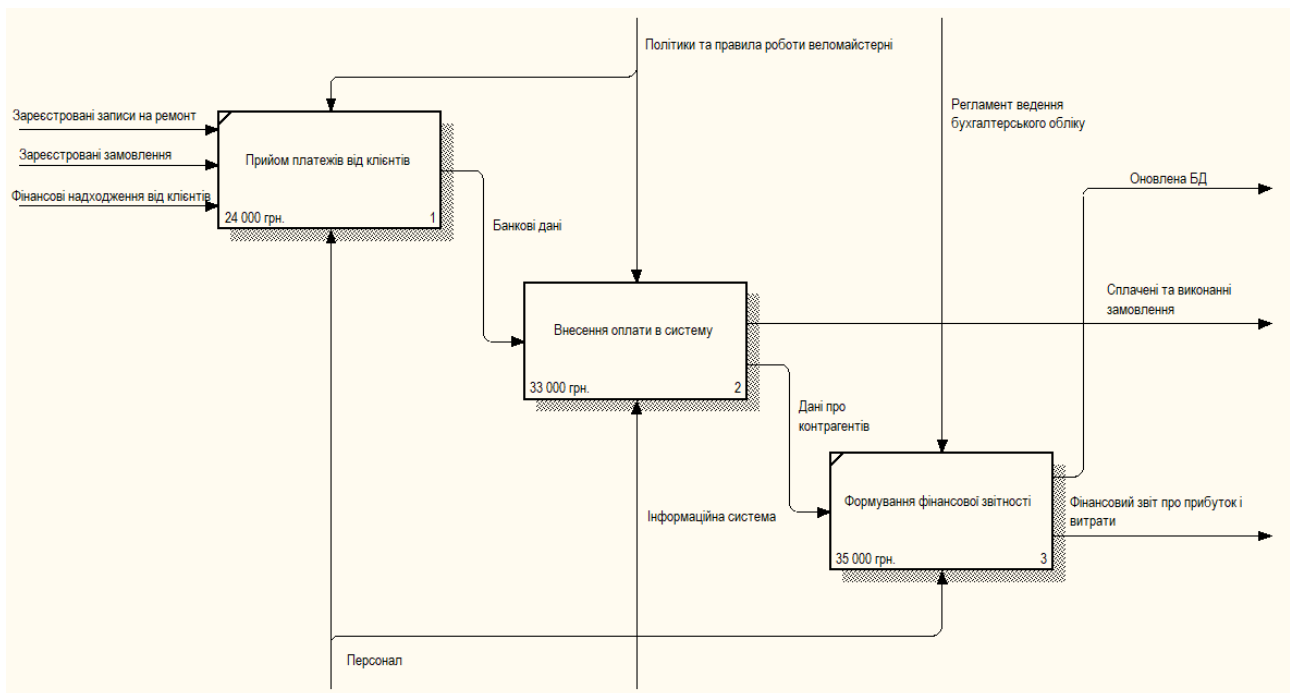 Політики та правила роботи веломайстерні
Зареєстровані записи на ремонт
Зареєстровані замовлення
Фінансові надходження від клієнтів
Прийом платежів від клієнтів
24 000 грн.
1
Регламент ведення
бухгалтерського обліку
Банкові дані
Оновлена БД
Внесення оплати в систему
33 000 грн.
2
Сплачені та виконанні
замовлення
Дані про
контрагентів
Формування фінансової звітності
35 000 грн.
3
Фінансовий звіт про прибуток і
витрати
Інформаційна система
Персонал